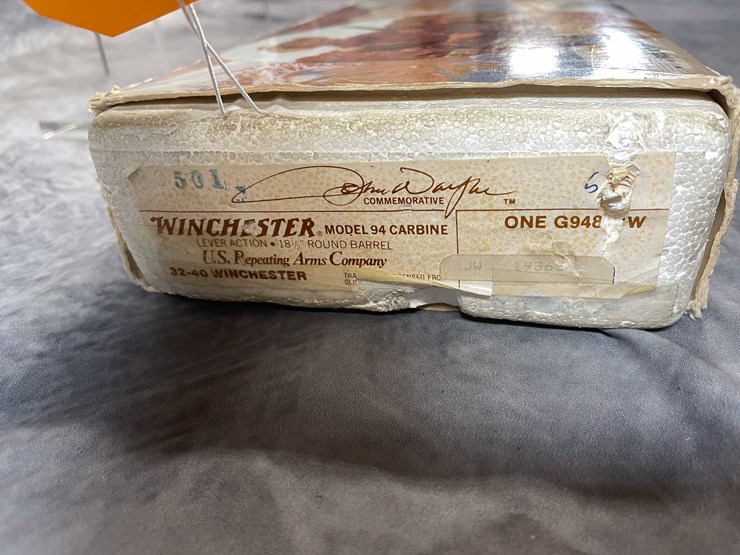 501
John Wayne
COMMEMORATIVE TM
WINCHESTER® MODEL 94 CARBINE
LEVER ACTION • 18½" ROUND BARREL
U.S. Repeating Arms Company
32-40 WINCHESTER
ONE G948 W
JW 19365